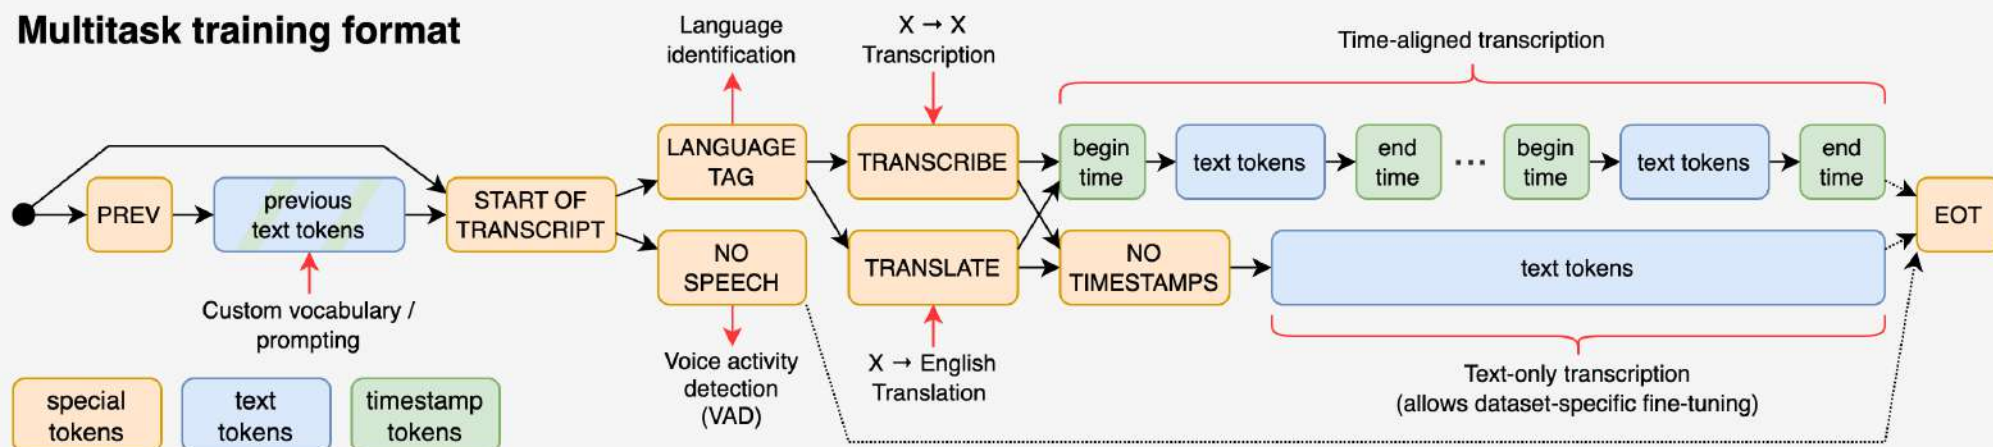 Multitask training format
Language
identification
X → X
Transcription
Time-aligned transcription
PREV
previous
text tokens
START OF
TRANSCRIPT
LANGUAGE
TAG
NO
SPEECH
TRANSCRIBE
TRANSLATE
begin
time
text tokens
end
time
...
begin
time
text tokens
end
time
NO
TIMESTAMPS
text tokens
EOT
Custom vocabulary /
prompting
Voice activity
detection
(VAD)
X → English
Translation
Text-only transcription
(allows dataset-specific fine-tuning)
special
tokens
text
tokens
timestamp
tokens